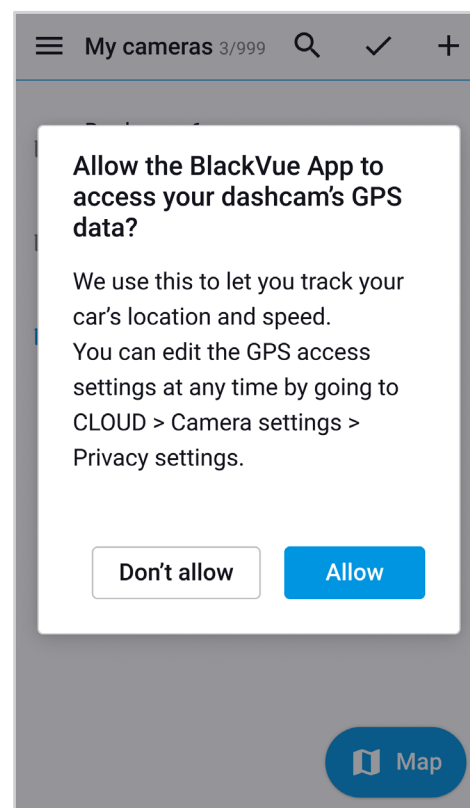 My cameras 3/999
Allow the BlackVue App to
access your dashcam's GPS
data?
We use this to let you track your
car's location and speed.
You can edit the GPS access
settings at any time by going to
CLOUD > Camera settings >
Privacy settings.
Don't allow
Allow
Map